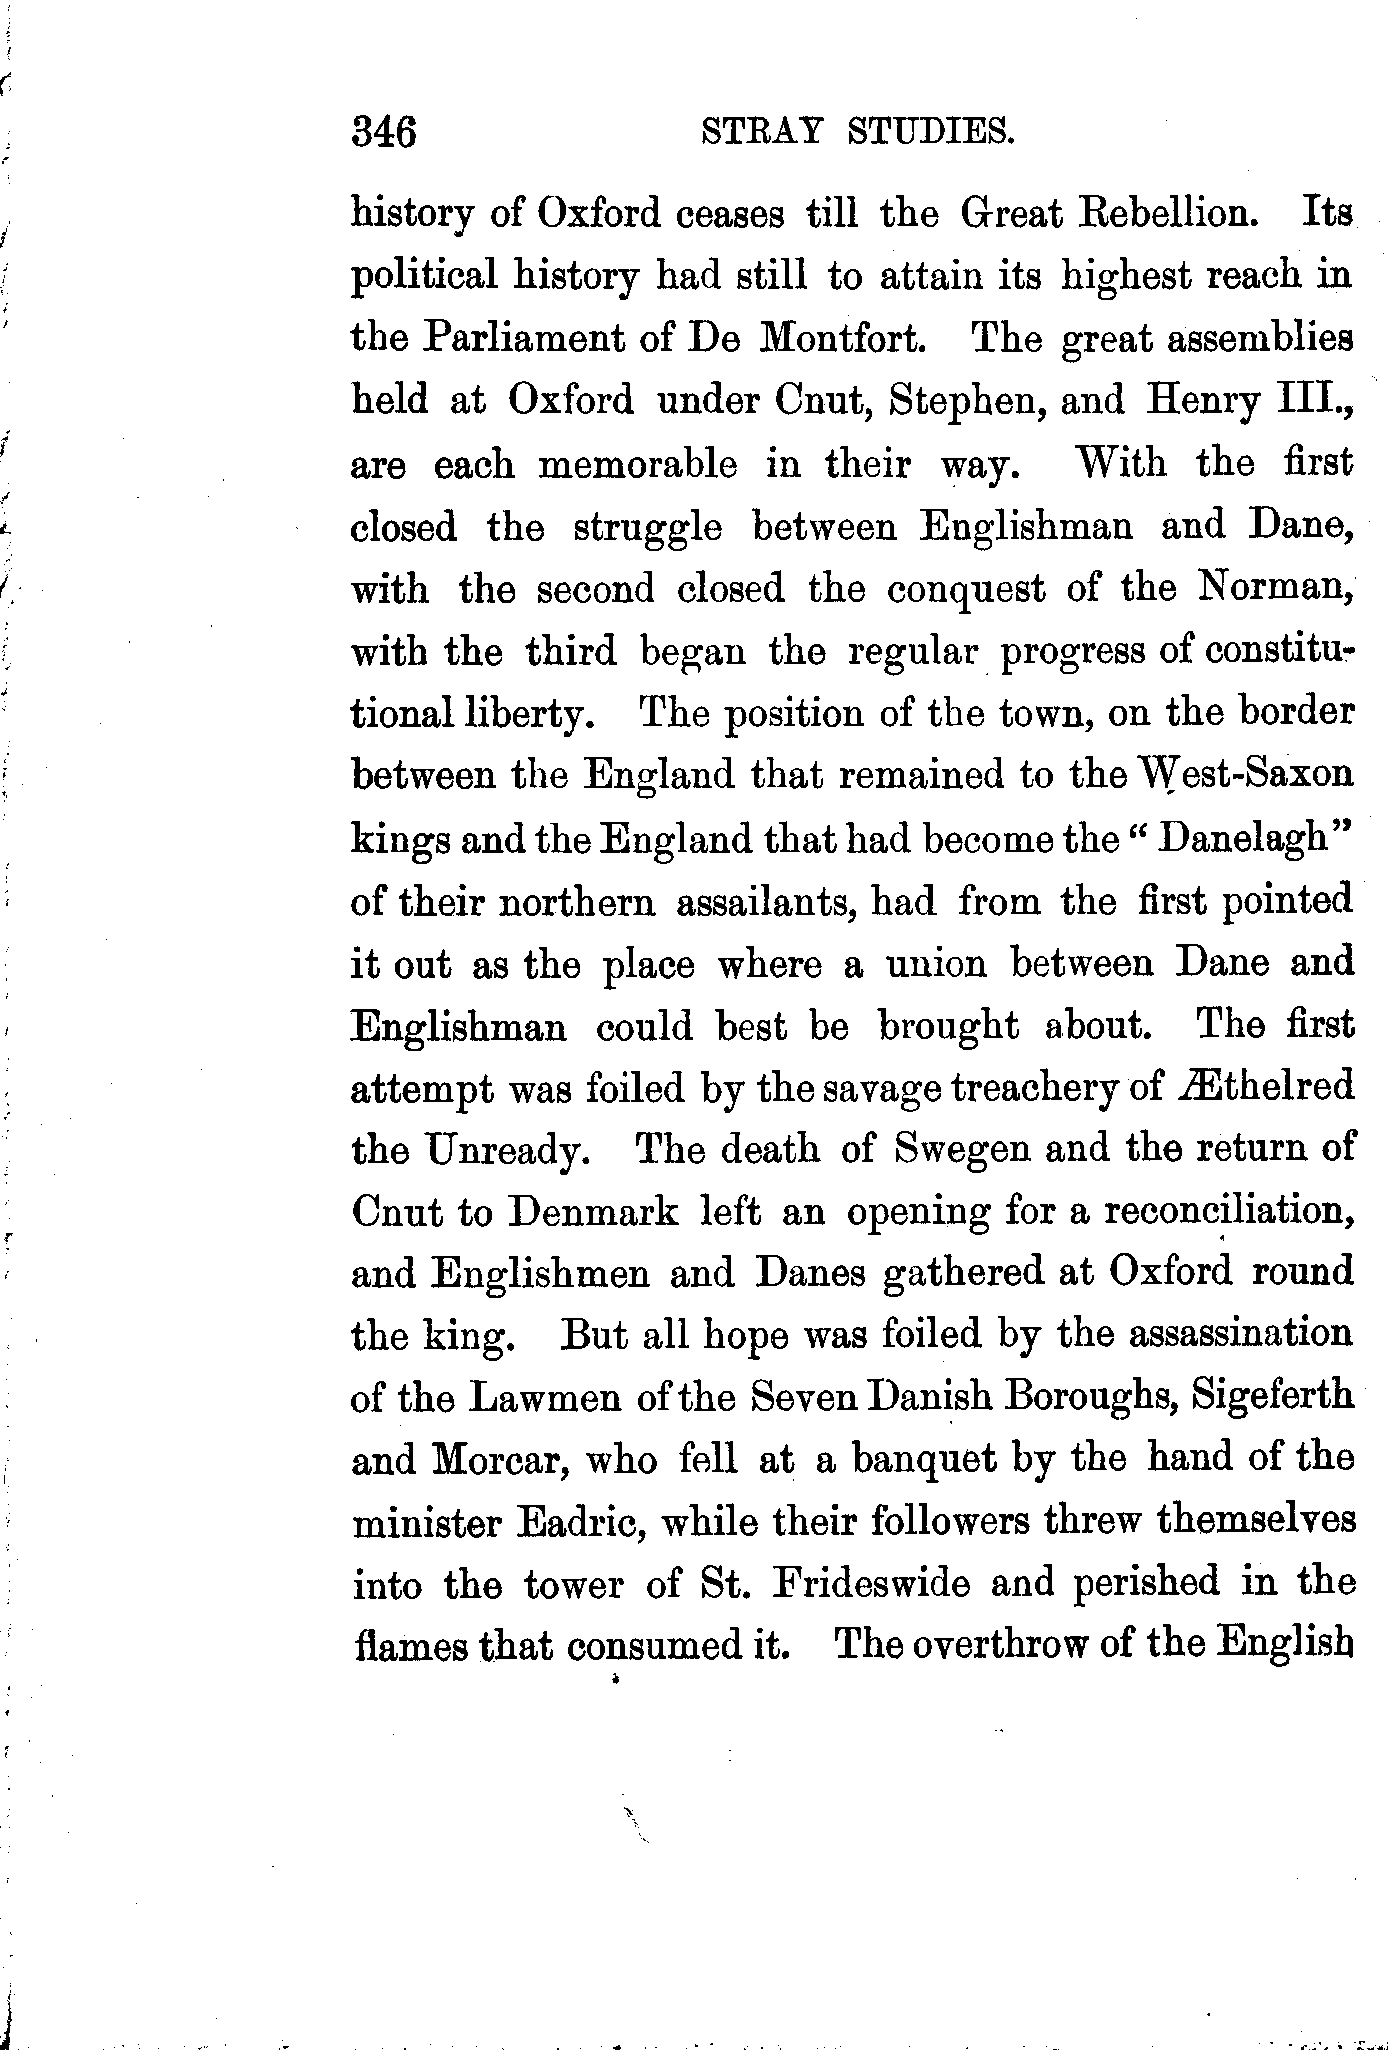 346 STRAY STUDIES.
history of Oxford ceases till the Great Rebellion. Its
political history had still to attain its highest reach in
the Parliament of De Montfort. The great assemblies
held at Oxford under Cnut, Stephen, and Henry III.,
are each memorable in their way. With the first
closed the struggle between Englishman and Dane,
with the second closed the conquest of the Norman,
with the third began the regular progress of constitu-
tional liberty. The position of the town, on the border
between the England that remained to the West-Saxon
kings and the England that had become the “ Danelagh”
of their northern assailants, had from the first pointed
it out as the place where a union between Dane and
Englishman could best be brought about. The first
attempt was foiled by the savage treachery of Æthelred
the Unready. The death of Swegen and the return of
Cnut to Denmark left an opening for a reconciliation,
and Englishmen and Danes gathered at Oxford round
the king. But all hope was foiled by the assassination
of the Lawmen of the Seven Danish Boroughs, Sigeferth
and Morcar, who fell at a banquet by the hand of the
minister Eadric, while their followers threw themselves
into the tower of St. Frideswide and perished in the
flames that consumed it. The overthrow of the English